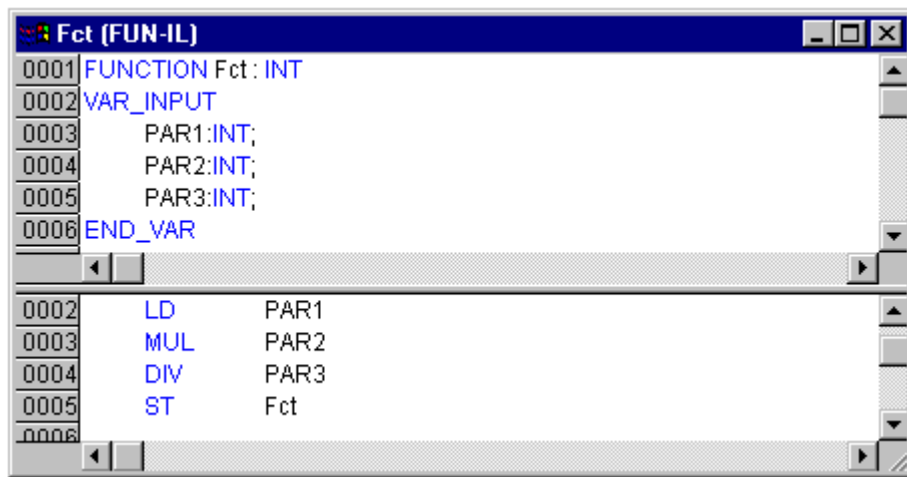 Fct (FUN-IL)
0001 FUNCTION Fct : INT
0002 VAR_INPUT
0003 PAR1:INT;
0004 PAR2:INT;
0005 PAR3:INT;
0006 END_VAR
0002 LD PAR1
0003 MUL PAR2
0004 DIV PAR3
0005 ST Fct
0006